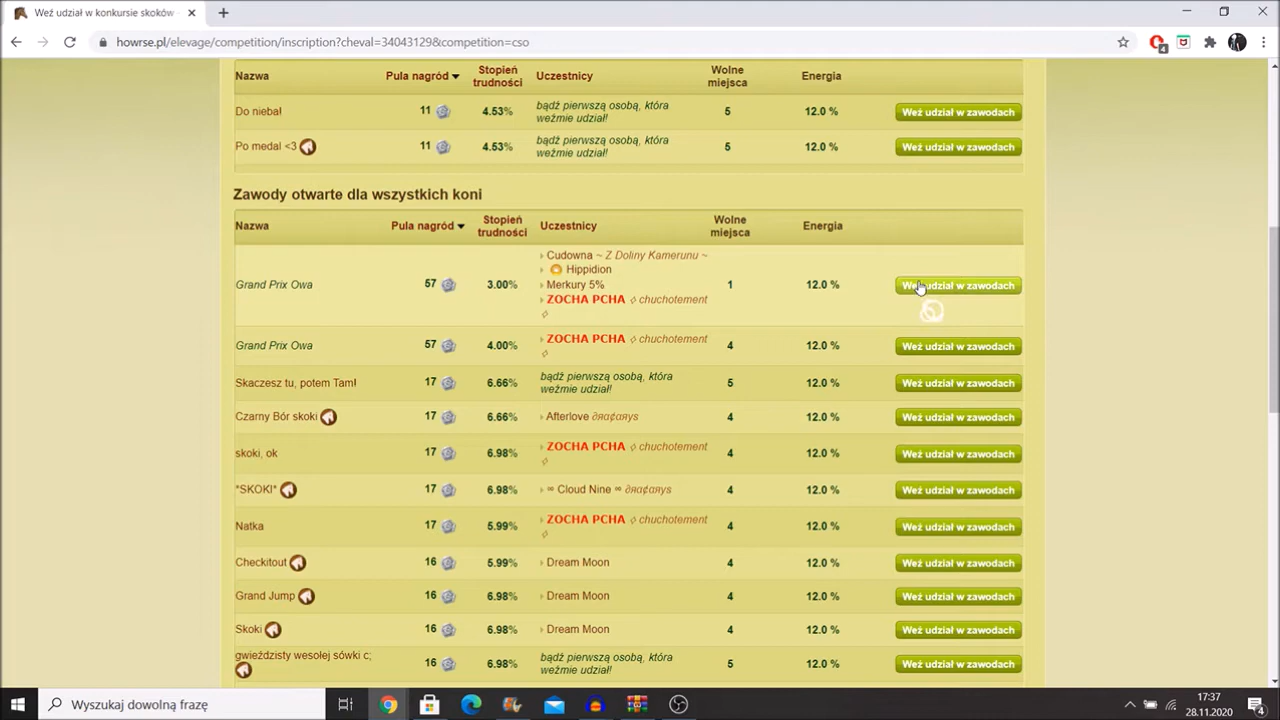 Weź udział w konkursie skoków
howrse.pl/elevage/competition/inscription?cheval=34043129&competition=cso
4
Nazwa Pula nagród Stopień trudności Uczestnicy Wolne miejsca Energia
Do nieba! 11 4.53% bądź pierwszą osobą, która weźmie udział! 5 12.0 % Weź udział w zawodach
Po medal <3 11 4.53% bądź pierwszą osobą, która weźmie udział! 5 12.0 % Weź udział w zawodach
Zawody otwarte dla wszystkich koni
Nazwa Pula nagród Stopień trudności Uczestnicy Wolne miejsca Energia
Grand Prix Owa 57 3.00% Cudowna ~ Z Doliny Kamerunu ~
Hippidion
Merkury 5%
ZOCHA PCHA ◊ chuchotement ◊ 1 12.0 % Weź udział w zawodach
Grand Prix Owa 57 4.00% ZOCHA PCHA ◊ chuchotement ◊ 4 12.0 % Weź udział w zawodach
Skaczesz tu, potem Tam! 17 6.66% bądź pierwszą osobą, która weźmie udział! 5 12.0 % Weź udział w zawodach
Czarny Bór skoki 17 6.66% Afterlove 4 12.0 % Weź udział w zawodach
skoki, ok 17 6.98% ZOCHA PCHA ◊ chuchotement ◊ 4 12.0 % Weź udział w zawodach
*SKOKI* 17 6.98% ∞ Cloud Nine ∞ 4 12.0 % Weź udział w zawodach
Natka 17 5.99% ZOCHA PCHA ◊ chuchotement ◊ 4 12.0 % Weź udział w zawodach
Checkitout 16 5.99% Dream Moon 4 12.0 % Weź udział w zawodach
Grand Jump 16 6.98% Dream Moon 4 12.0 % Weź udział w zawodach
Skoki 16 6.98% Dream Moon 4 12.0 % Weź udział w zawodach
gwieździsty wesołej sówki c; 16 6.98% bądź pierwszą osobą, która weźmie udział! 5 12.0 % Weź udział w zawodach
Wyszukaj dowolną frazę
17:37
28.11.2020
4